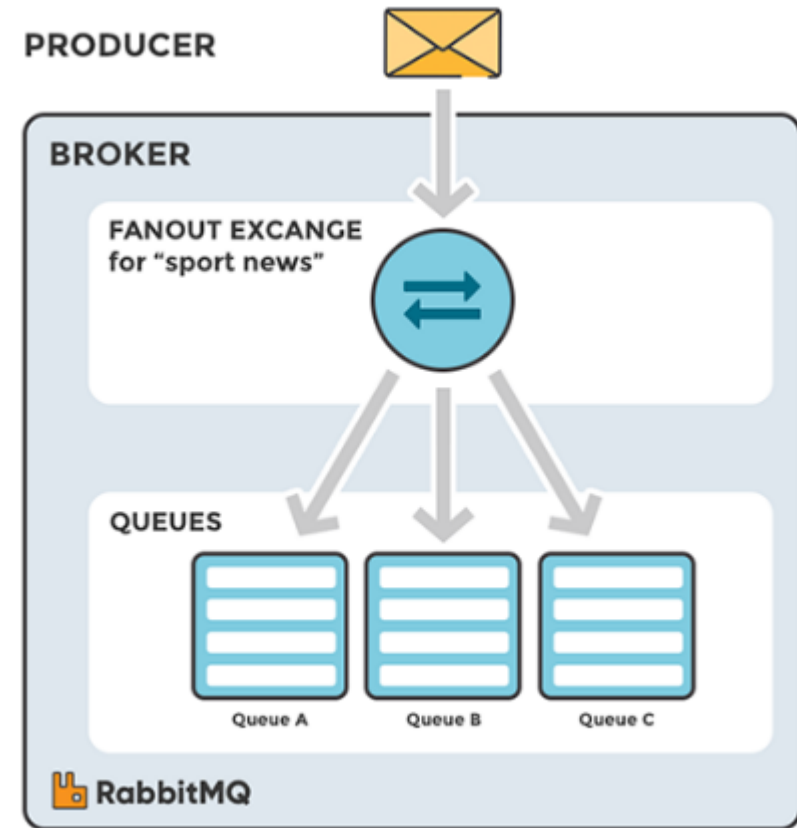 PRODUCER
BROKER
FANOUT EXCANGE
for “sport news”
QUEUES
Queue A
Queue B
Queue C
RabbitMQ